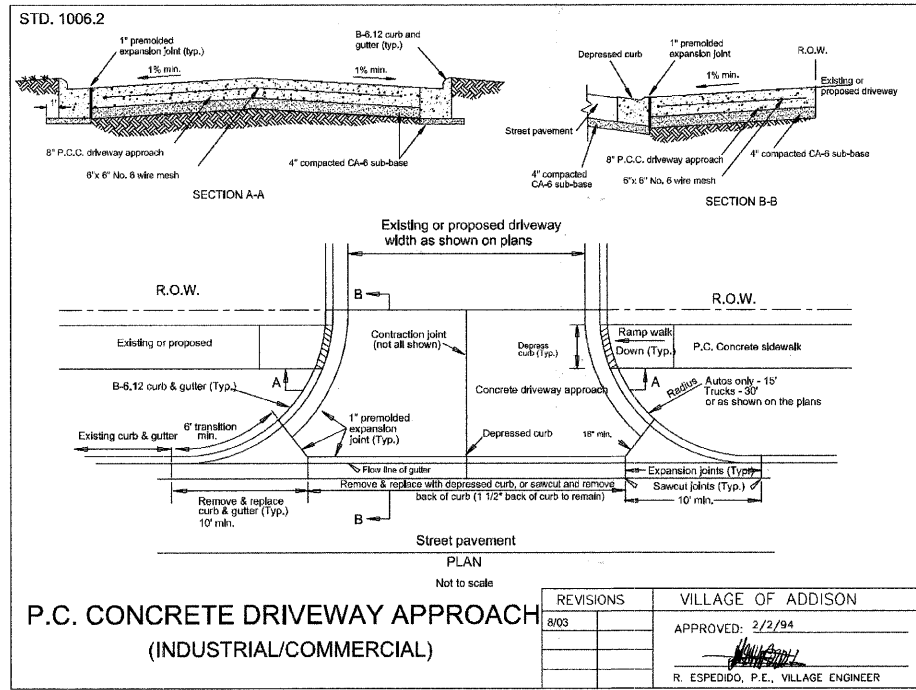 STD. 1006.2
1" premolded
expansion joint (typ.)
B-6.12 curb and
gutter (typ.)
1% min.
1% min.
1'
8" P.C.C. driveway approach
6"x 6" No. 6 wire mesh
4" compacted CA-6 sub-base
SECTION A-A
Depressed curb
1" premolded
expansion joint
R.O.W.
1% min.
Existing or
proposed driveway
Street pavement
8" P.C.C. driveway approach
4" compacted CA-6 sub-base
4" compacted
CA-6 sub-base
6"x 6" No. 6 wire mesh
SECTION B-B
Existing or proposed driveway
width as shown on plans
R.O.W.
B
R.O.W.
Existing or proposed
Contraction joint
(not all shown)
Depress
curb (Typ.)
Ramp walk
Down (Typ.)
P.C. Concrete sidewalk
A
A
B-6.12 curb & gutter (Typ.)
Concrete driveway approach
Radius
Autos only - 15'
Trucks - 30'
or as shown on the plans
6' transition
min.
1" premolded
expansion
joint (Typ.)
18" min.
Existing curb & gutter
Depressed curb
Flow line of gutter
Expansion joints (Typ.)
Remove & replace with depressed curb, or sawcut and remove
back of curb (1 1/2" back of curb to remain)
Sawcut joints (Typ.)
Remove & replace
curb & gutter (Typ.)
10' min.
10' min.
B
Street pavement
PLAN
Not to scale
P.C. CONCRETE DRIVEWAY APPROACH
(INDUSTRIAL/COMMERCIAL)
REVISIONS
8/03
VILLAGE OF ADDISON
APPROVED: 2/2/94
R. ESPEDIDO, P.E., VILLAGE ENGINEER